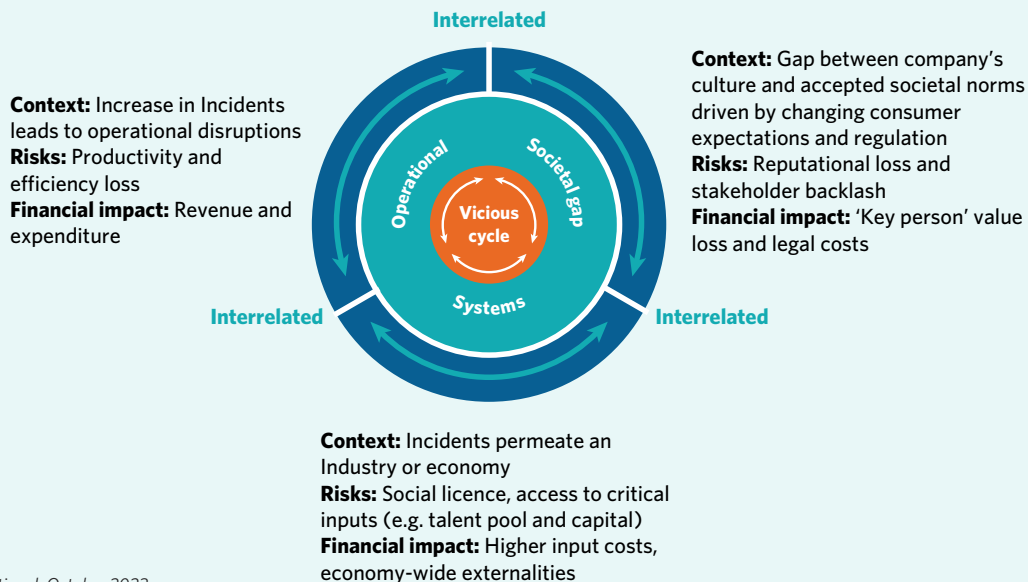 Interrelated
Context: Increase in Incidents
leads to operational disruptions
Risks: Productivity and
efficiency loss
Financial impact: Revenue and
expenditure
Context: Gap between company’s
culture and accepted societal norms
driven by changing consumer
expectations and regulation
Risks: Reputational loss and
stakeholder backlash
Financial impact: ‘Key person’ value
loss and legal costs
Operational
Societal gap
Vicious
cycle
Systems
Interrelated
Interrelated
Context: Incidents permeate an
Industry or economy
Risks: Social licence, access to critical
inputs (e.g. talent pool and capital)
Financial impact: Higher input costs,
economy-wide externalities